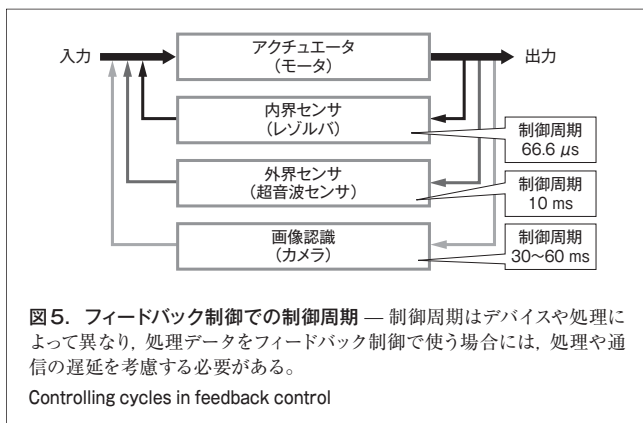 入力
アクチュエータ
(モータ)
出力
内界センサ
(レゾルバ)
制御周期
66.6 μs
外界センサ
(超音波センサ)
制御周期
10 ms
画像認識
(カメラ)
制御周期
30〜60 ms
図5. フィードバック制御での制御周期 — 制御周期はデバイスや処理に
よって異なり，処理データをフィードバック制御で使う場合には，処理や通
信の遅延を考慮する必要がある。
Controlling cycles in feedback control